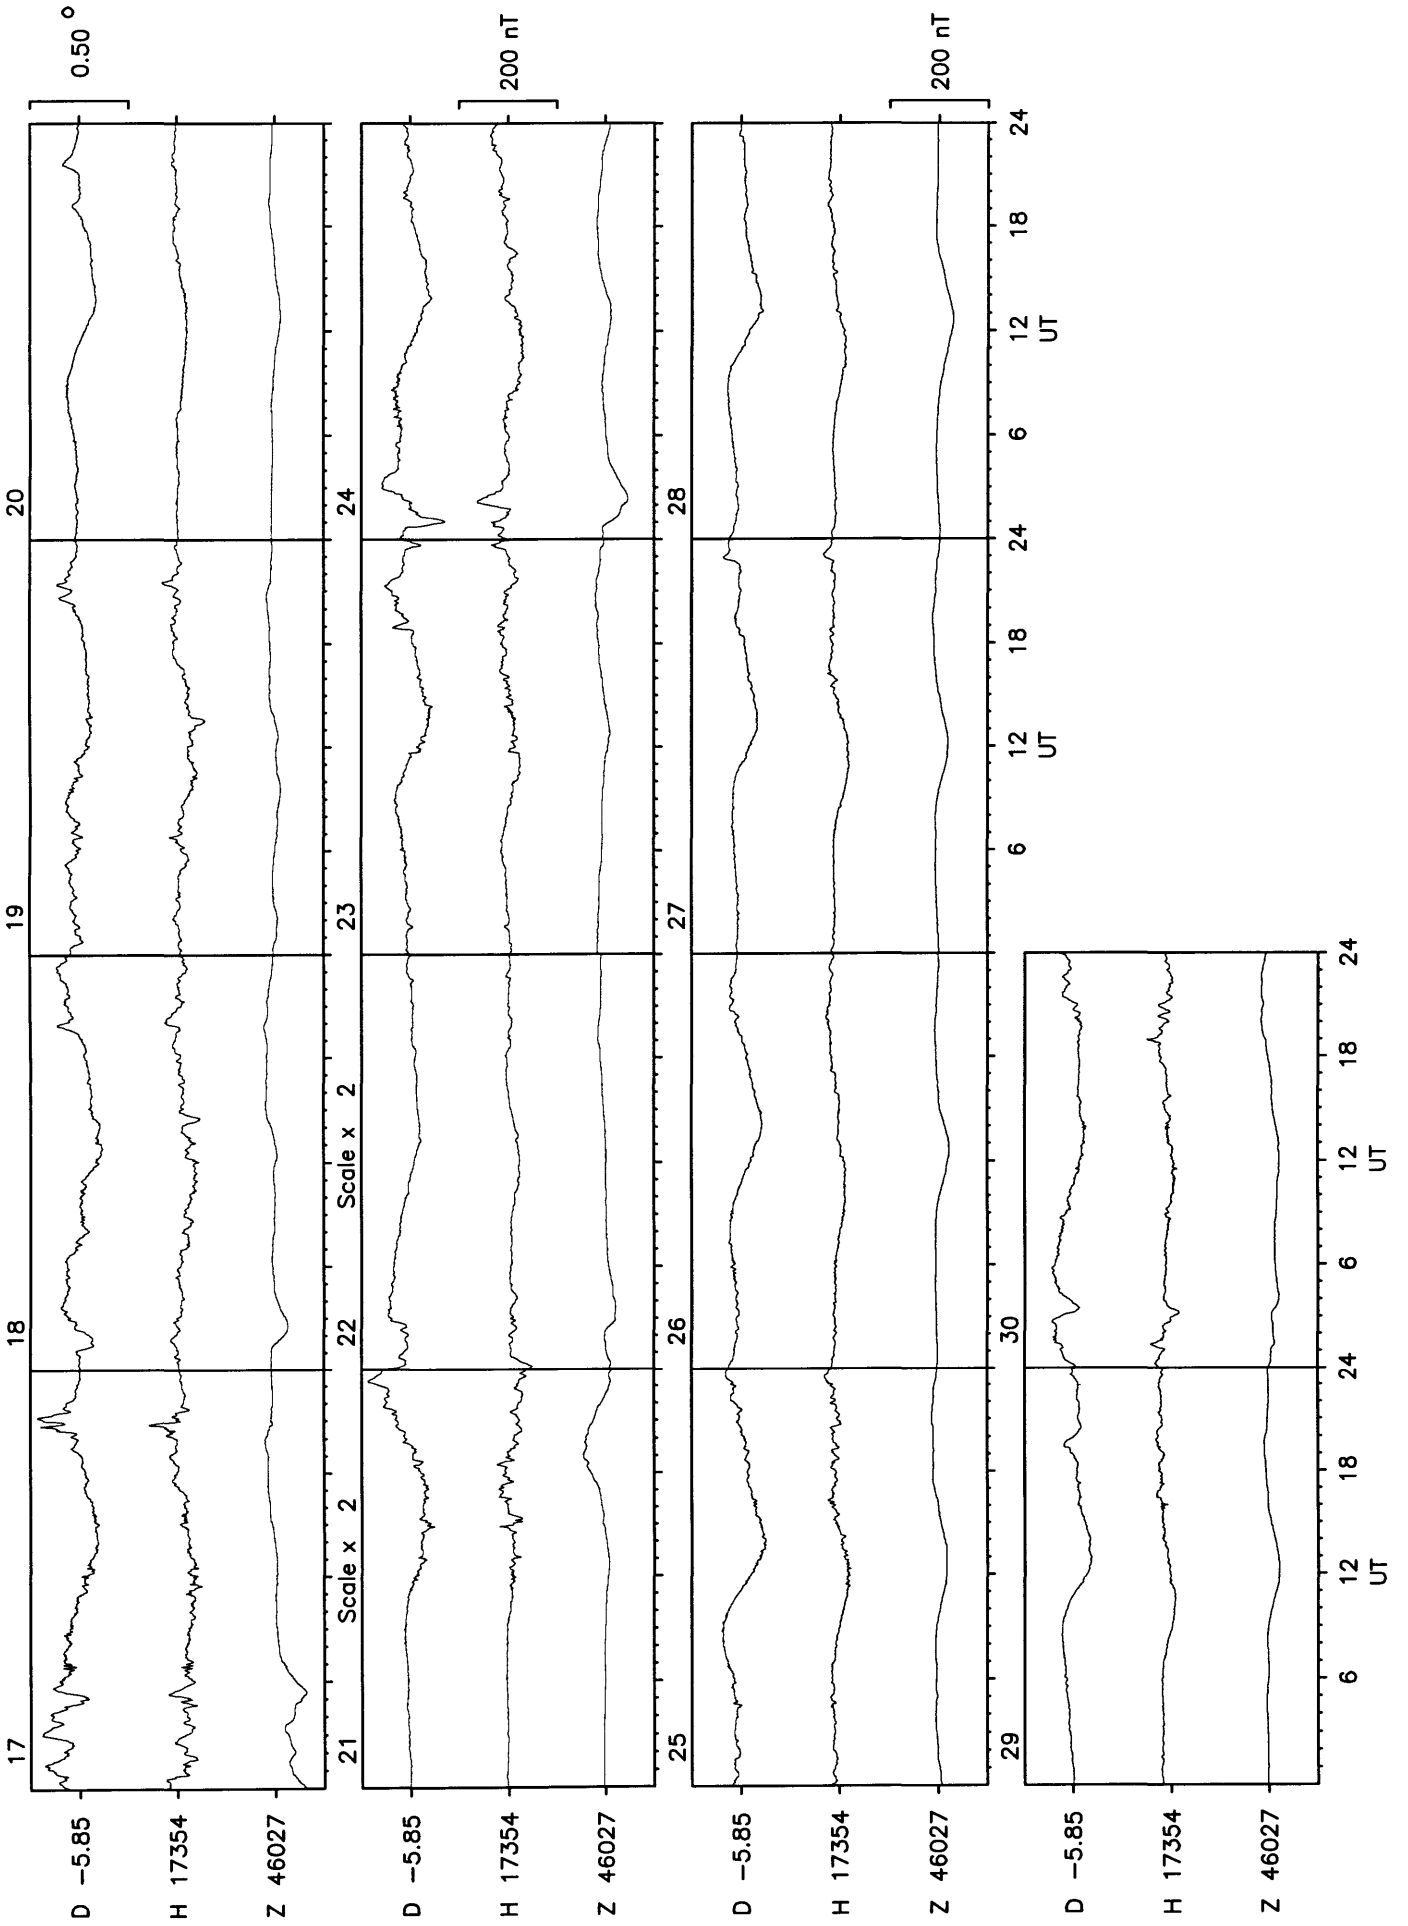 17 18 19 20
D -5.85
H 17354
Z 46027
0.50 °
21 Scale x 2 22 Scale x 2 23 24
D -5.85
H 17354
Z 46027
200 nT
25 26 27 28
D -5.85
H 17354
Z 46027
200 nT
6 12 18 24
UT
6 12 18 24
UT
29 30
D -5.85
H 17354
Z 46027
6 12 18 24 6 12 18 24
UT UT